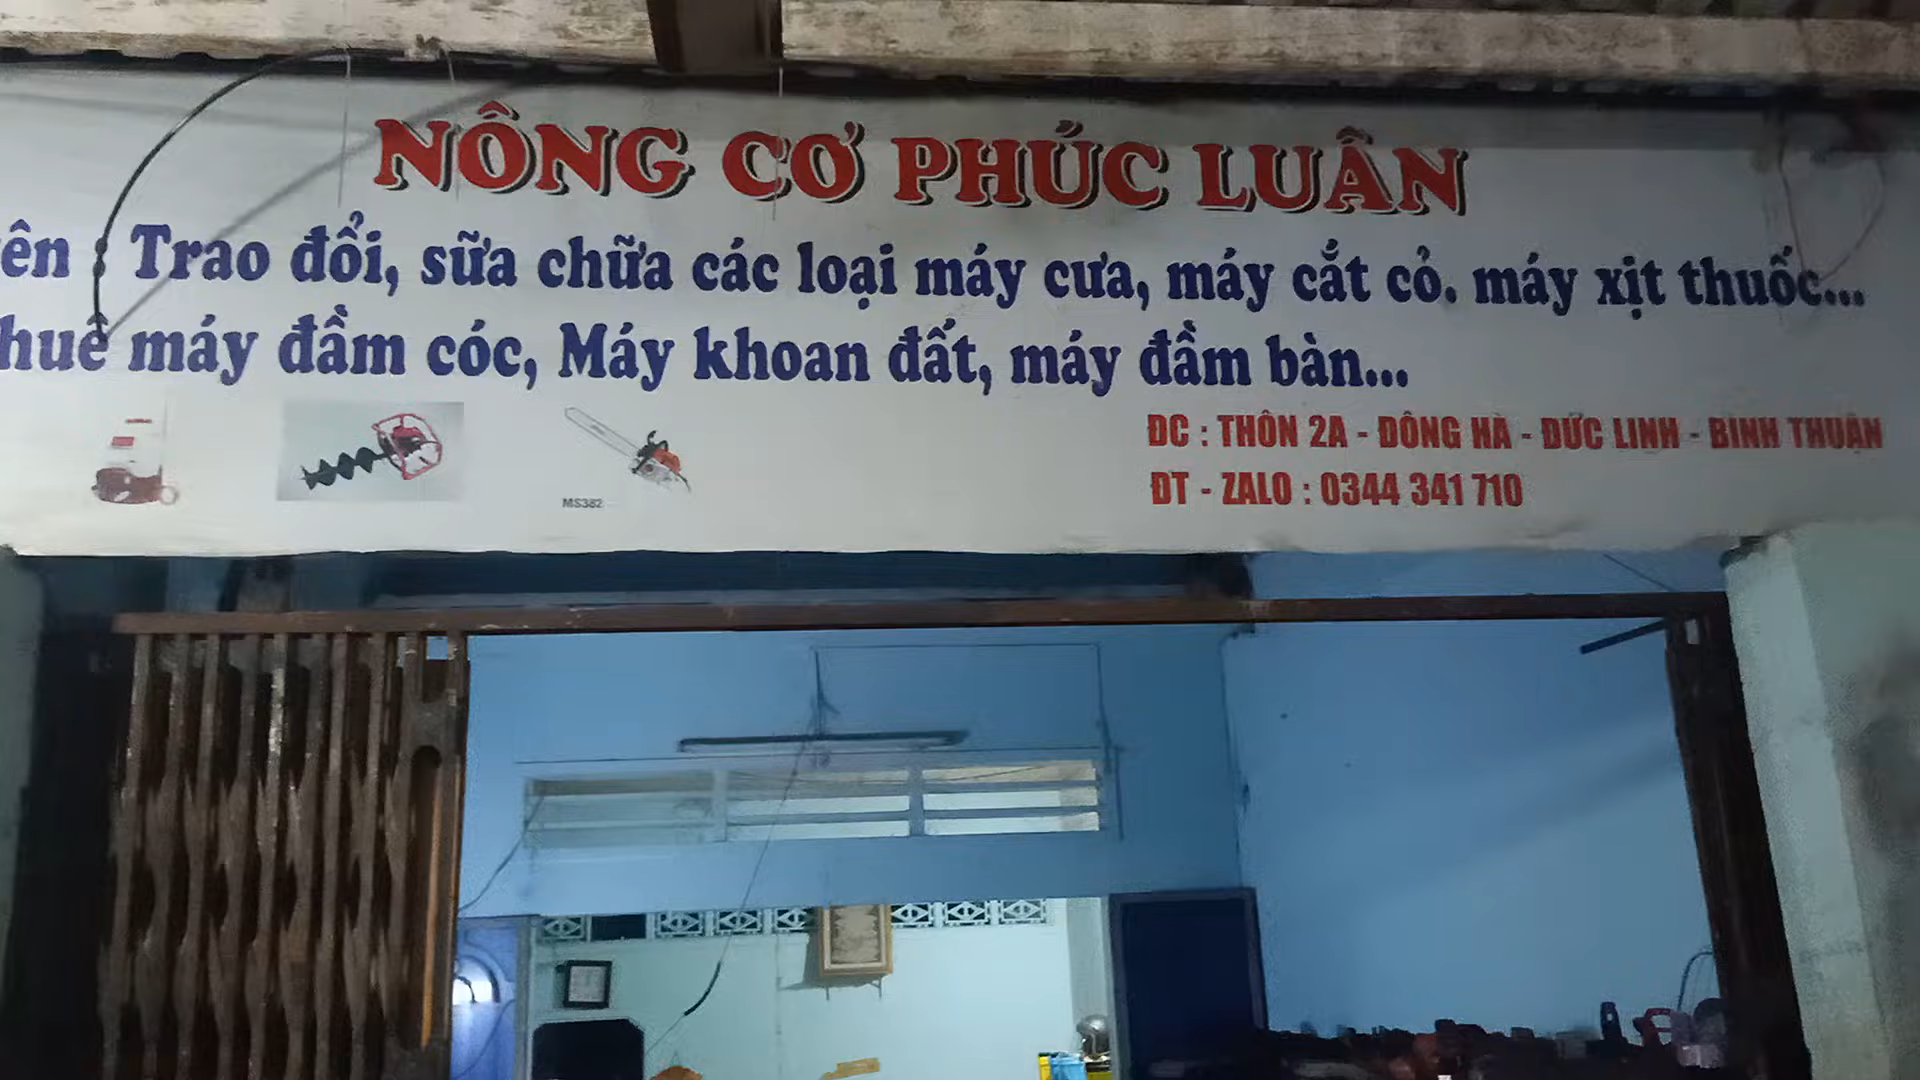 NÔNG CƠ PHÚC LUÂN
ên : Trao đổi, sữa chữa các loại máy cưa, máy cắt cỏ. máy xịt thuốc...
huê máy đầm cóc, Máy khoan đất, máy đầm bàn...
ĐC : THÔN 2A - ĐÔNG HÀ - ĐỨC LINH - BÌNH THUẬN
ĐT - ZALO : 0344 341 710
MS382